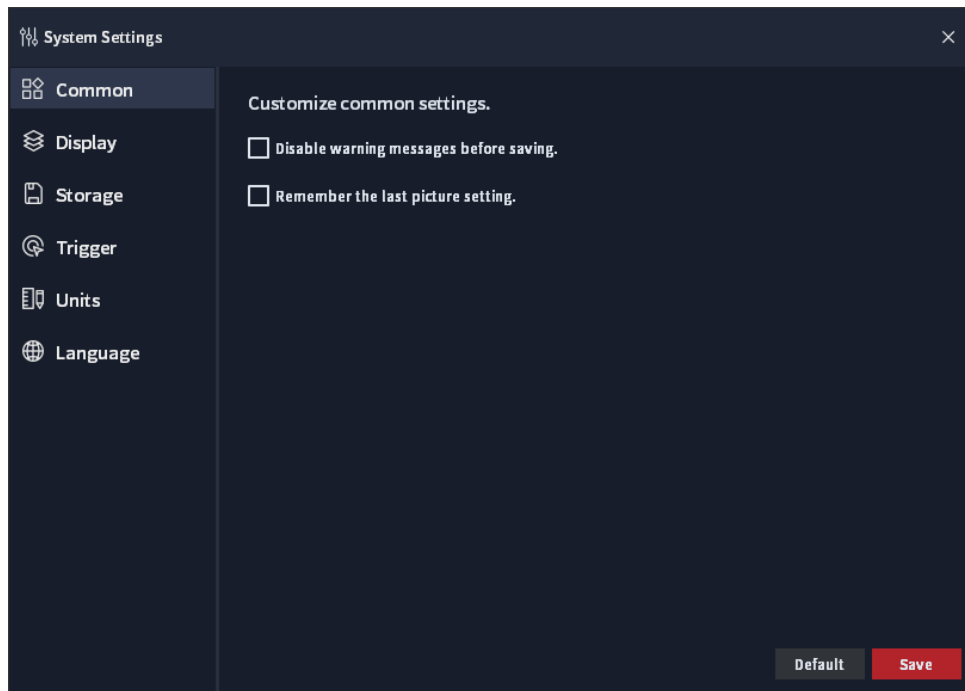 System Settings
Common
Display
Storage
Trigger
Units
Language
Customize common settings.
Disable warning messages before saving.
Remember the last picture setting.
Default
Save